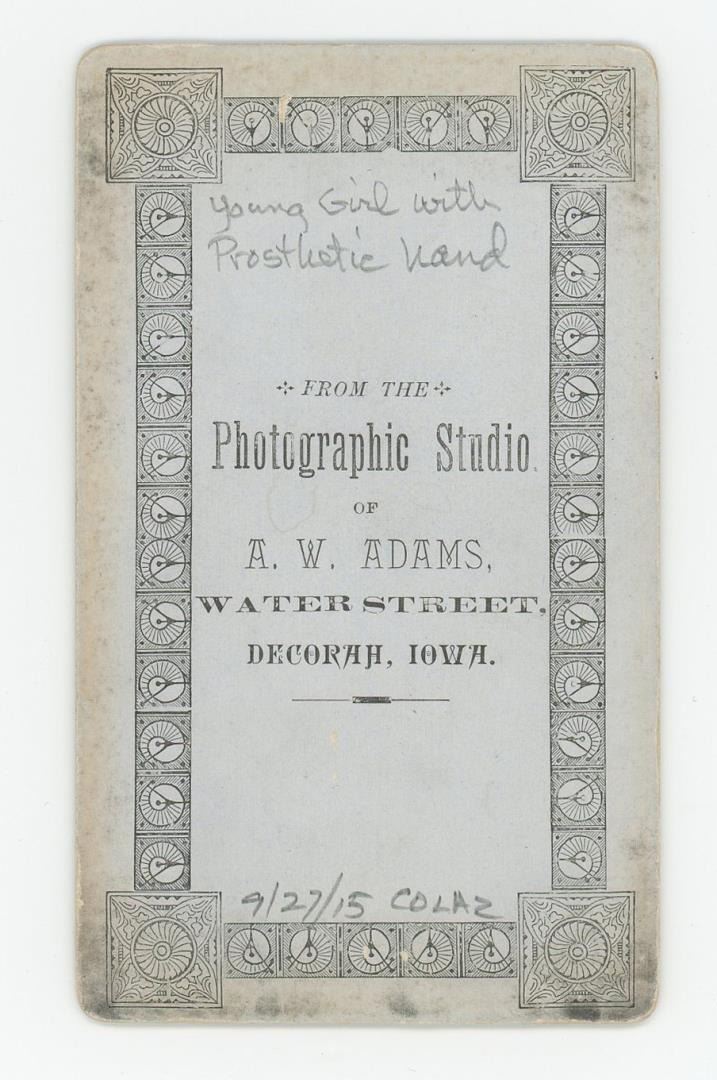 young Girl with
Prosthetic hand
FROM THE
Photographic Studio.
OF
A. W. ADAMS,
WATER STREET,
DECORAH, IOWA.
9/27/15 COLAZ